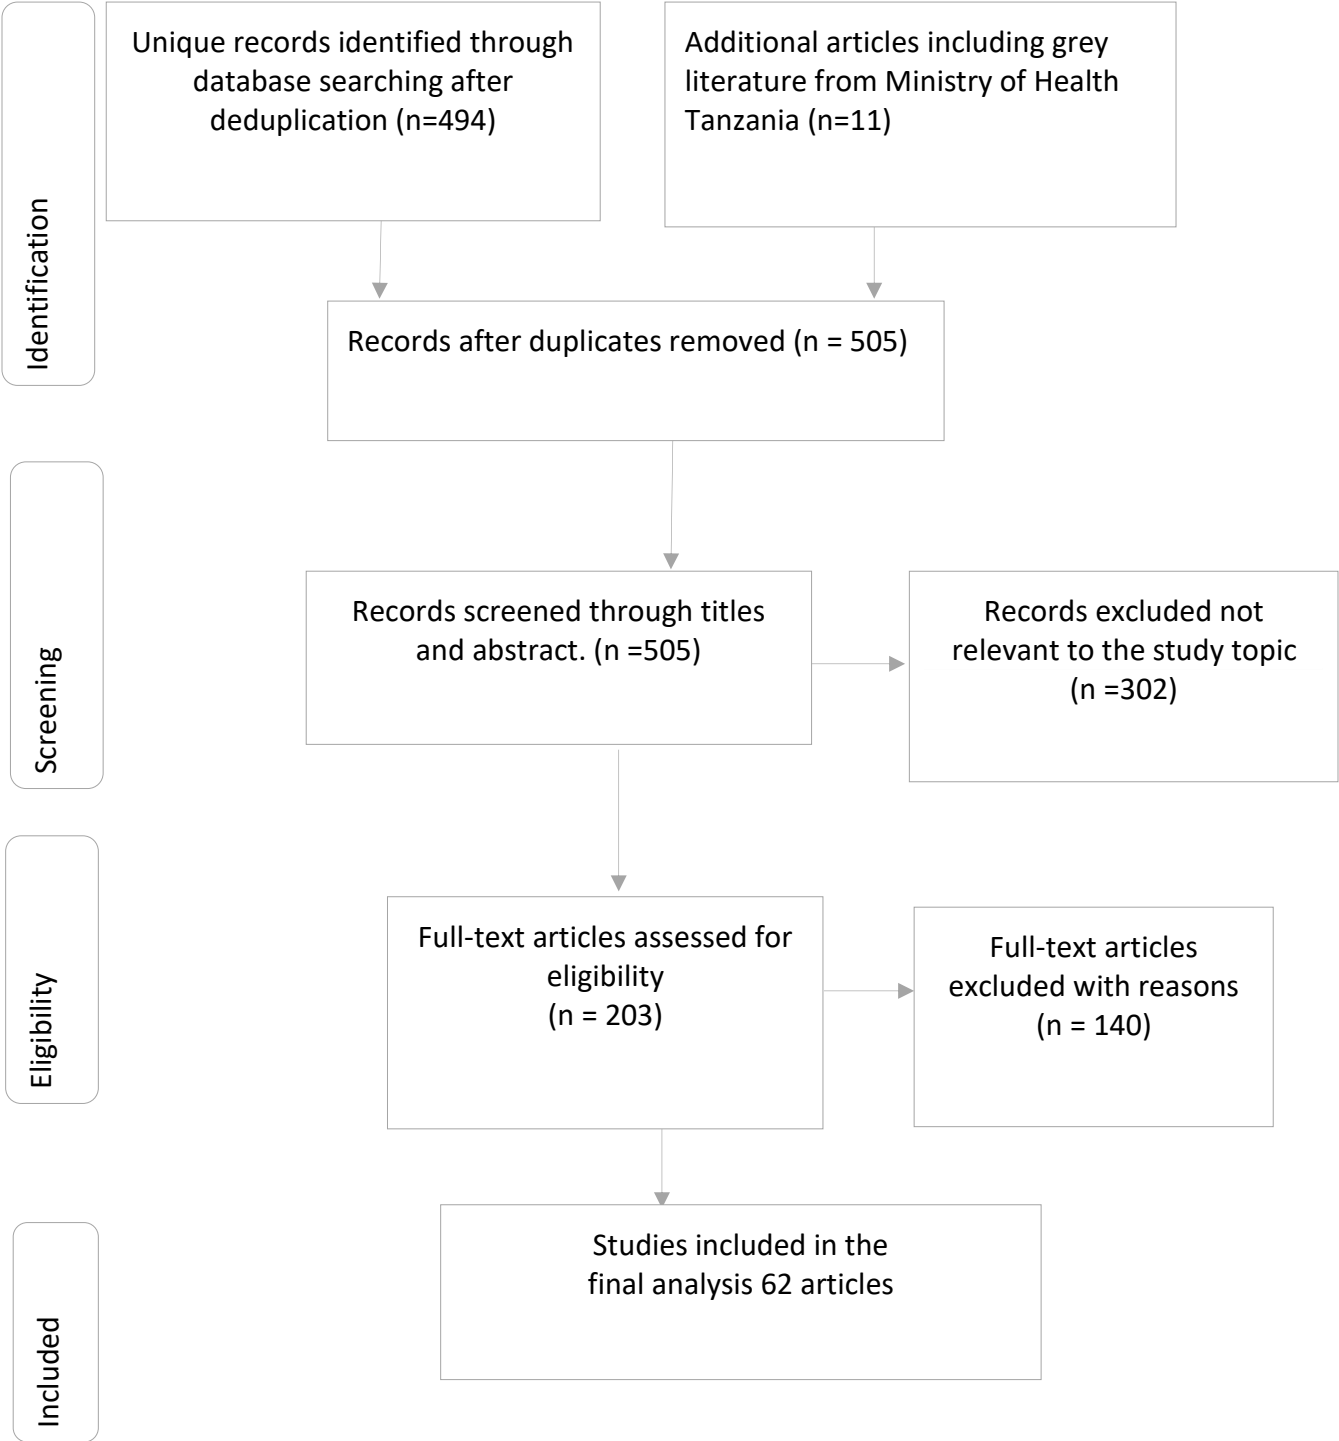 Identification
Unique records identified through
database searching after
deduplication (n=494)
Additional articles including grey
literature from Ministry of Health
Tanzania (n=11)
Records after duplicates removed (n = 505)
Screening
Records screened through titles
and abstract. (n =505)
Records excluded not
relevant to the study topic
(n =302)
Eligibility
Full-text articles assessed for
eligibility
(n = 203)
Full-text articles
excluded with reasons
(n = 140)
Included
Studies included in the
final analysis 62 articles